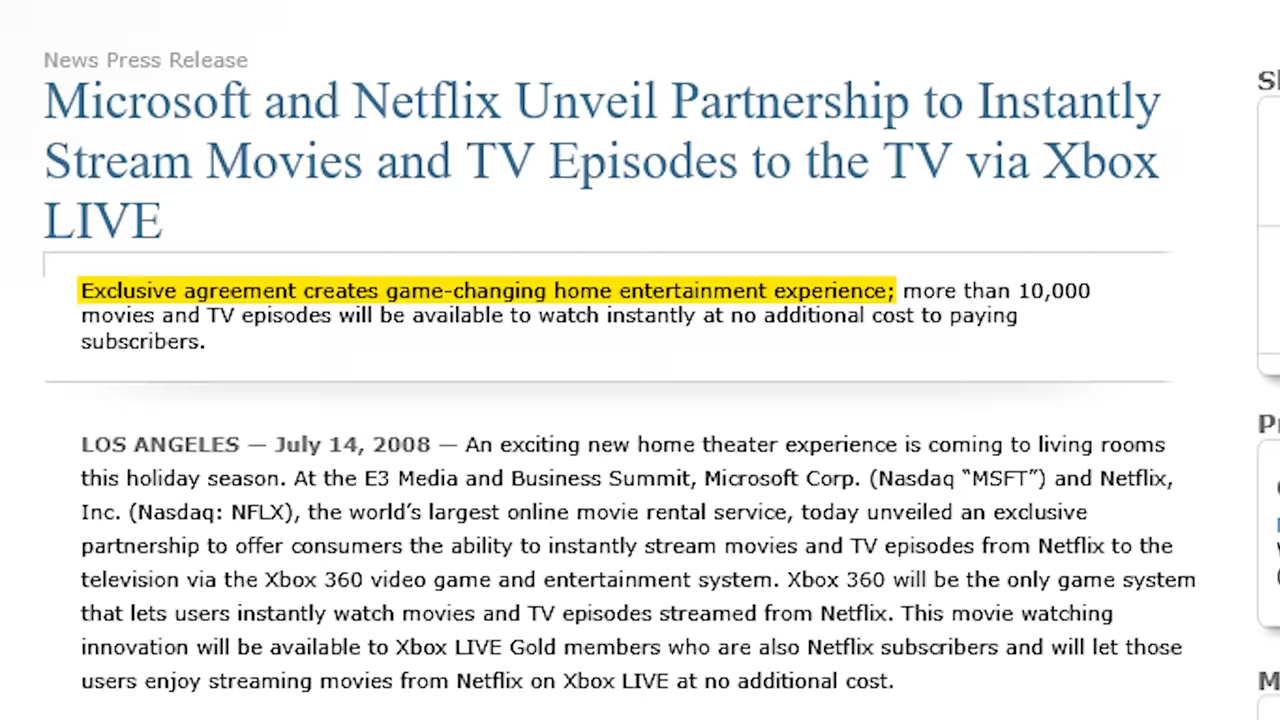 News Press Release
Microsoft and Netflix Unveil Partnership to Instantly
Stream Movies and TV Episodes to the TV via Xbox
LIVE
Exclusive agreement creates game-changing home entertainment experience; more than 10,000
movies and TV episodes will be available to watch instantly at no additional cost to paying
subscribers.
LOS ANGELES — July 14, 2008 — An exciting new home theater experience is coming to living rooms
this holiday season. At the E3 Media and Business Summit, Microsoft Corp. (Nasdaq “MSFT”) and Netflix,
Inc. (Nasdaq: NFLX), the world’s largest online movie rental service, today unveiled an exclusive
partnership to offer consumers the ability to instantly stream movies and TV episodes from Netflix to the
television via the Xbox 360 video game and entertainment system. Xbox 360 will be the only game system
that lets users instantly watch movies and TV episodes streamed from Netflix. This movie watching
innovation will be available to Xbox LIVE Gold members who are also Netflix subscribers and will let those
users enjoy streaming movies from Netflix on Xbox LIVE at no additional cost.